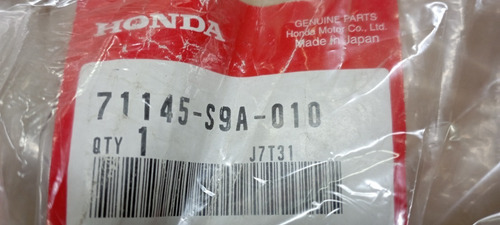 HONDA
GENUINE PARTS
Honda Motor Co., Ltd.
Made in Japan
71145-S9A-010
QTY 1
J7T31